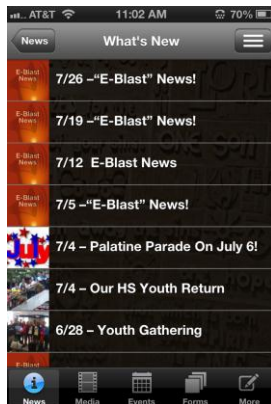 AT&T 11:02 AM 70%
News What's New
E-Blast
News
7/26 –“E-Blast” News!
E-Blast
News
7/19 –“E-Blast” News!
E-Blast
News
7/12 E-Blast News
E-Blast
News
7/5 –“E-Blast” News!
July
7/4 – Palatine Parade On July 6!
7/4 – Our HS Youth Return
6/28 – Youth Gathering
E-Blast
News Media Events Forms More